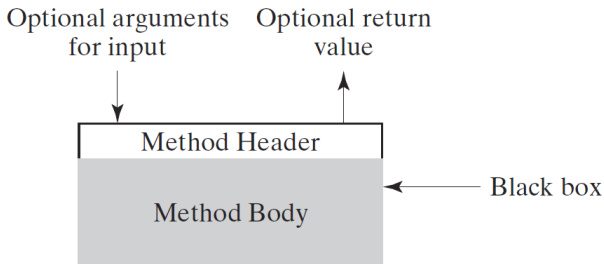 Optional arguments
for input
Optional return
value
Method Header
Black box
Method Body